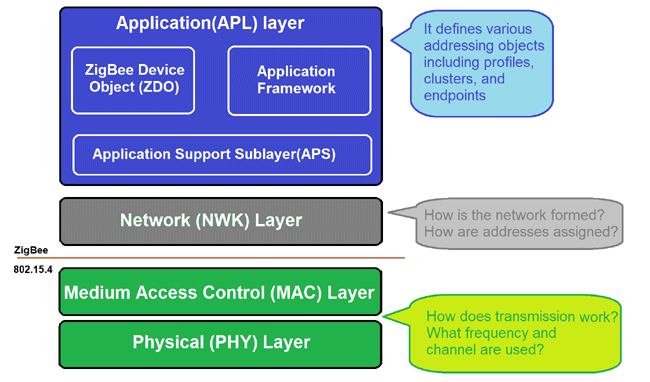 Application(APL) layer
ZigBee Device
Object (ZDO)
Application
Framework
Application Support Sublayer(APS)
It defines various
addressing objects
including profiles,
clusters, and
endpoints
Network (NWK) Layer
How is the network formed?
How are addresses assigned?
ZigBee
802.15.4
Medium Access Control (MAC) Layer
Physical (PHY) Layer
How does transmission work?
What frequency and
channel are used?